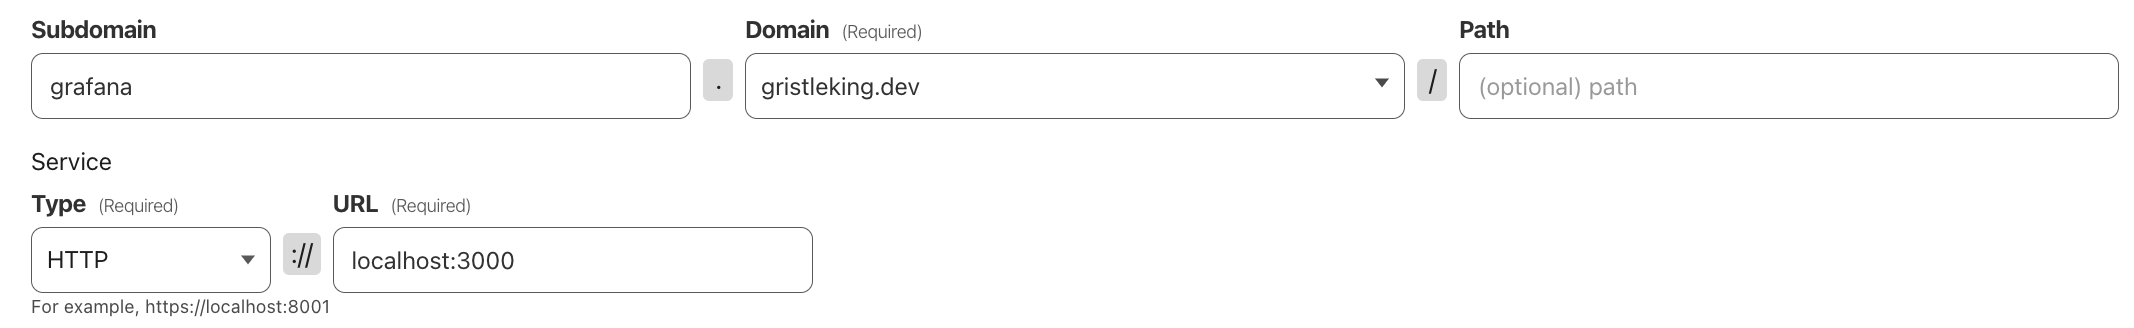 Subdomain Domain (Required) Path
grafana . gristleking.dev / (optional) path
Service
Type (Required) URL (Required)
HTTP :// localhost:3000
For example, https://localhost:8001